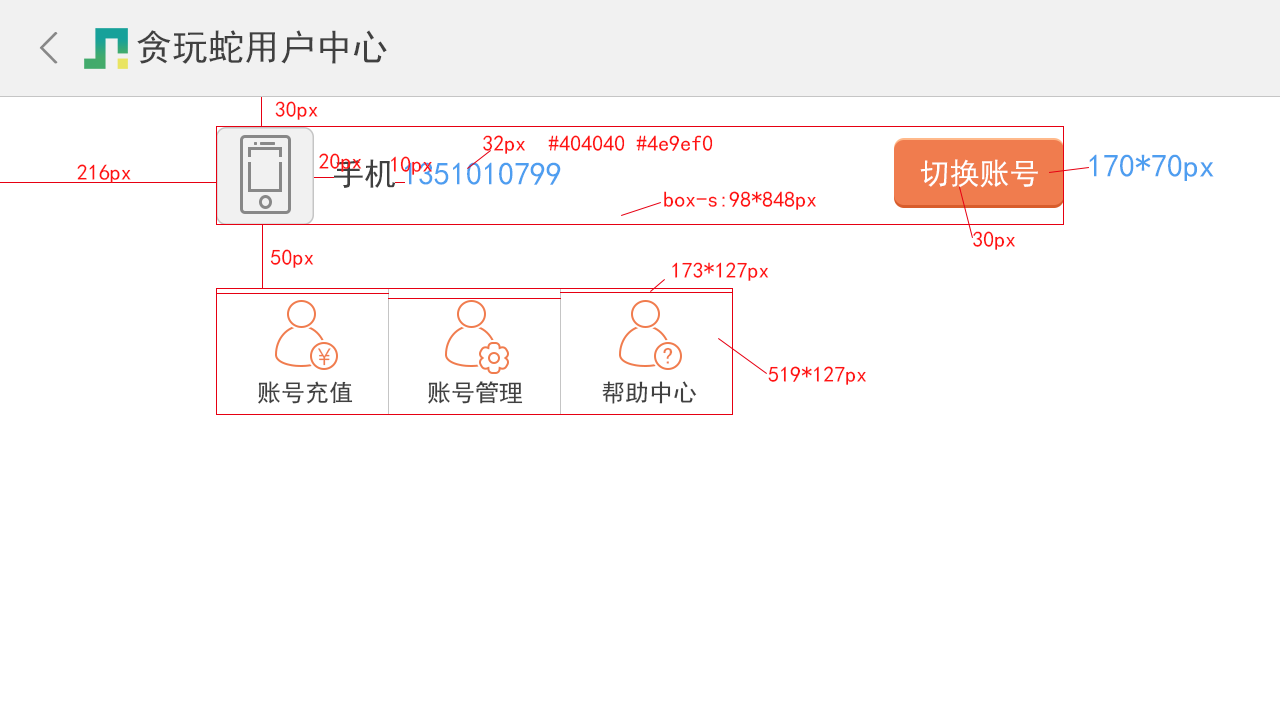 贪玩蛇用户中心
30px
32px #404040 #4e9ef0
216px
20px
10px
手机 1351010799
切换账号
170*70px
box-s:98*848px
30px
50px
173*127px
¥
?
519*127px
账号充值
账号管理
帮助中心